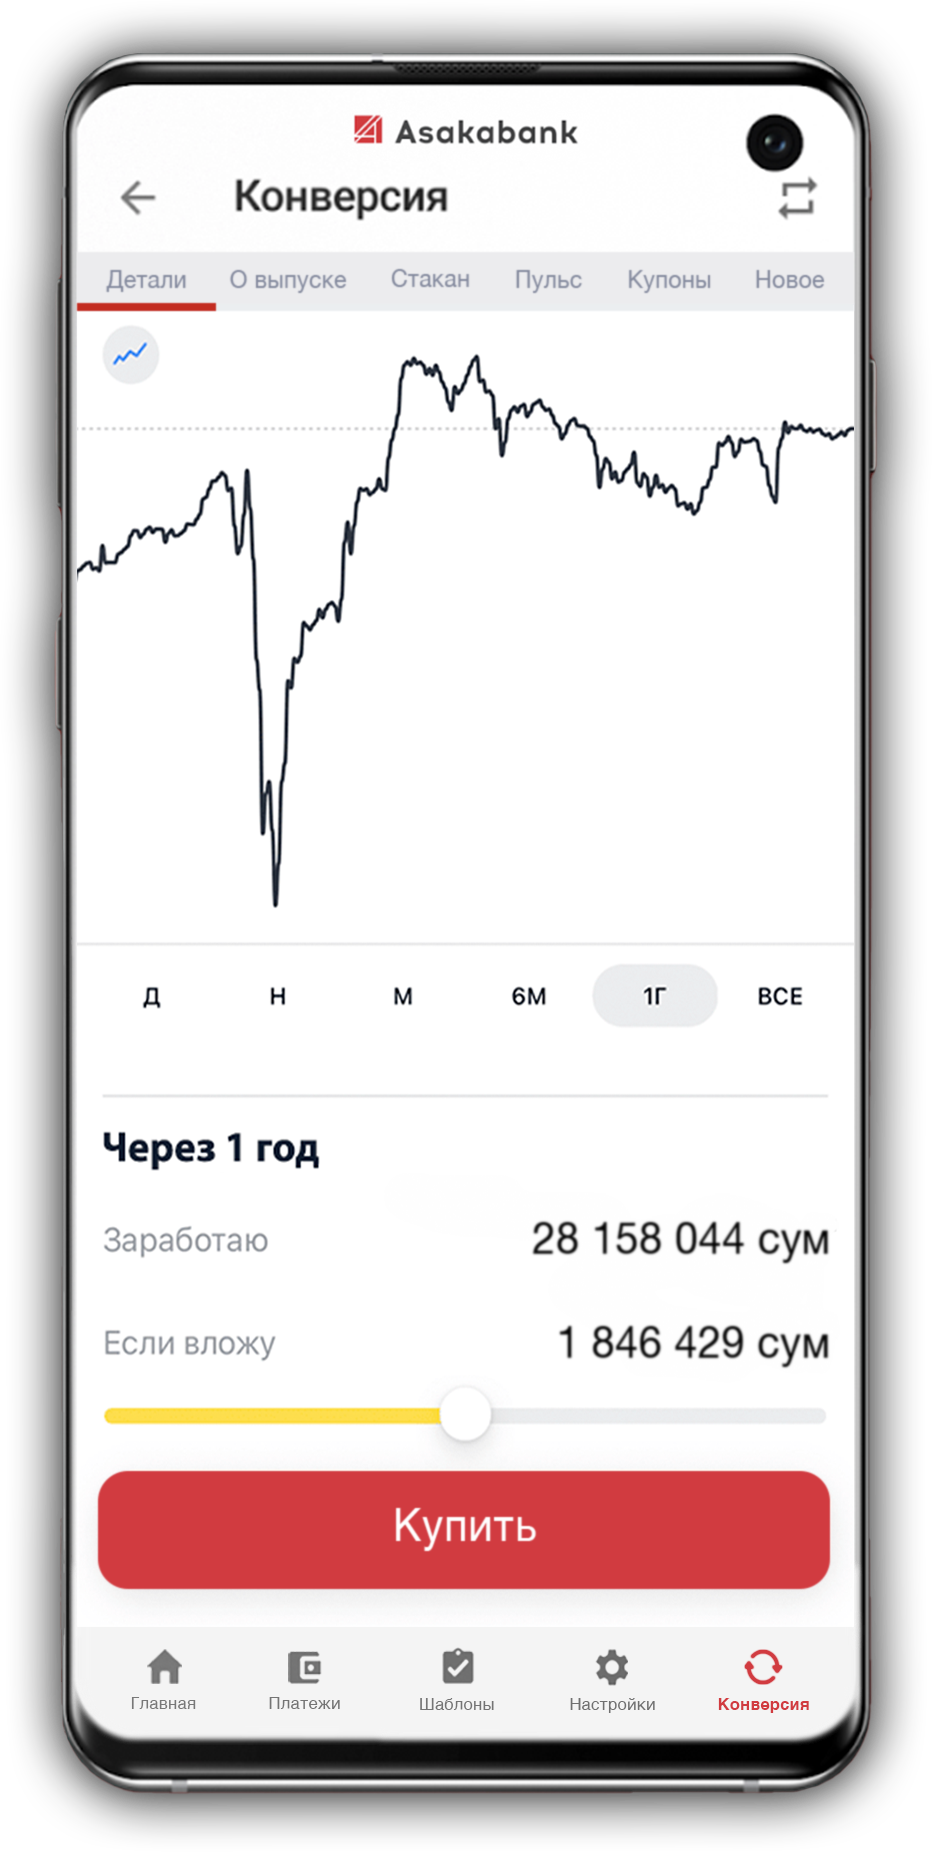 Asakabank
Конверсия
Детали О выпуске Стакан Пульс Купоны Новое
Д Н М 6М 1Г ВСЕ
Через 1 год
Заработаю 28 158 044 сум
Если вложу 1 846 429 сум
Купить
Главная Платежи Шаблоны Настройки Конверсия